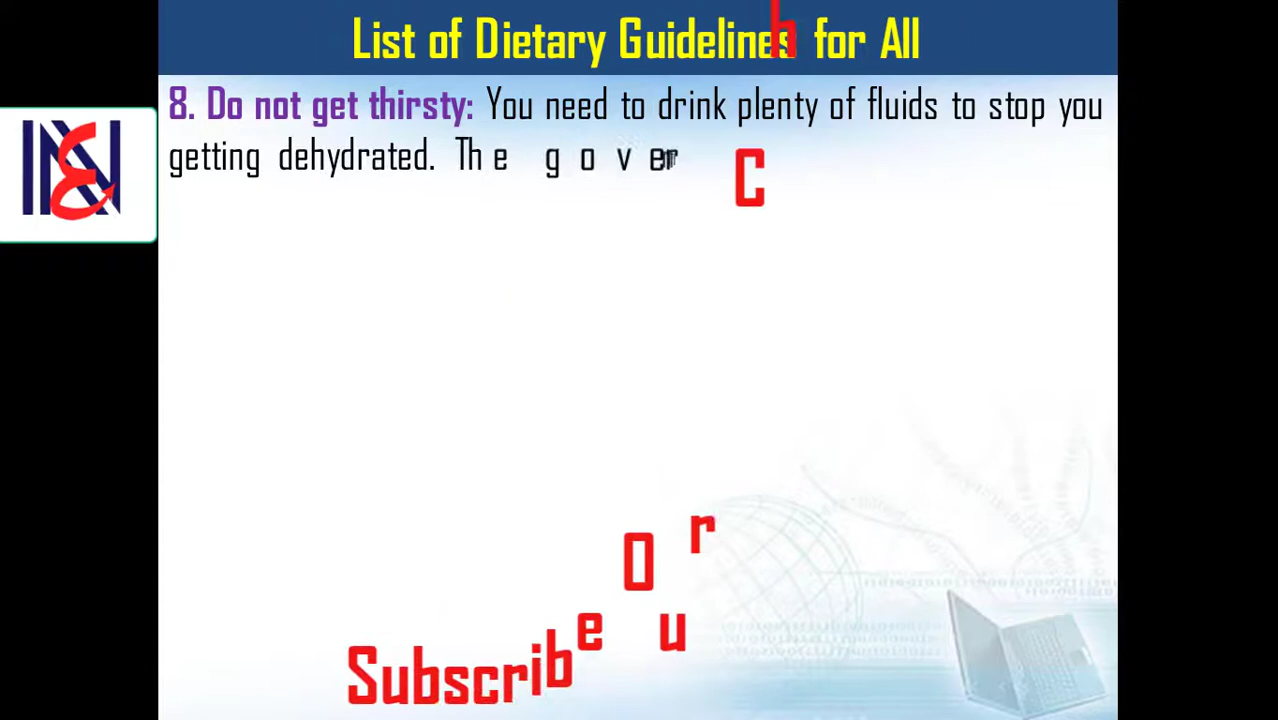 List of Dietary Guidelines for All
8. Do not get thirsty: You need to drink plenty of fluids to stop you
getting dehydrated. The gover
Subscribe Our C h